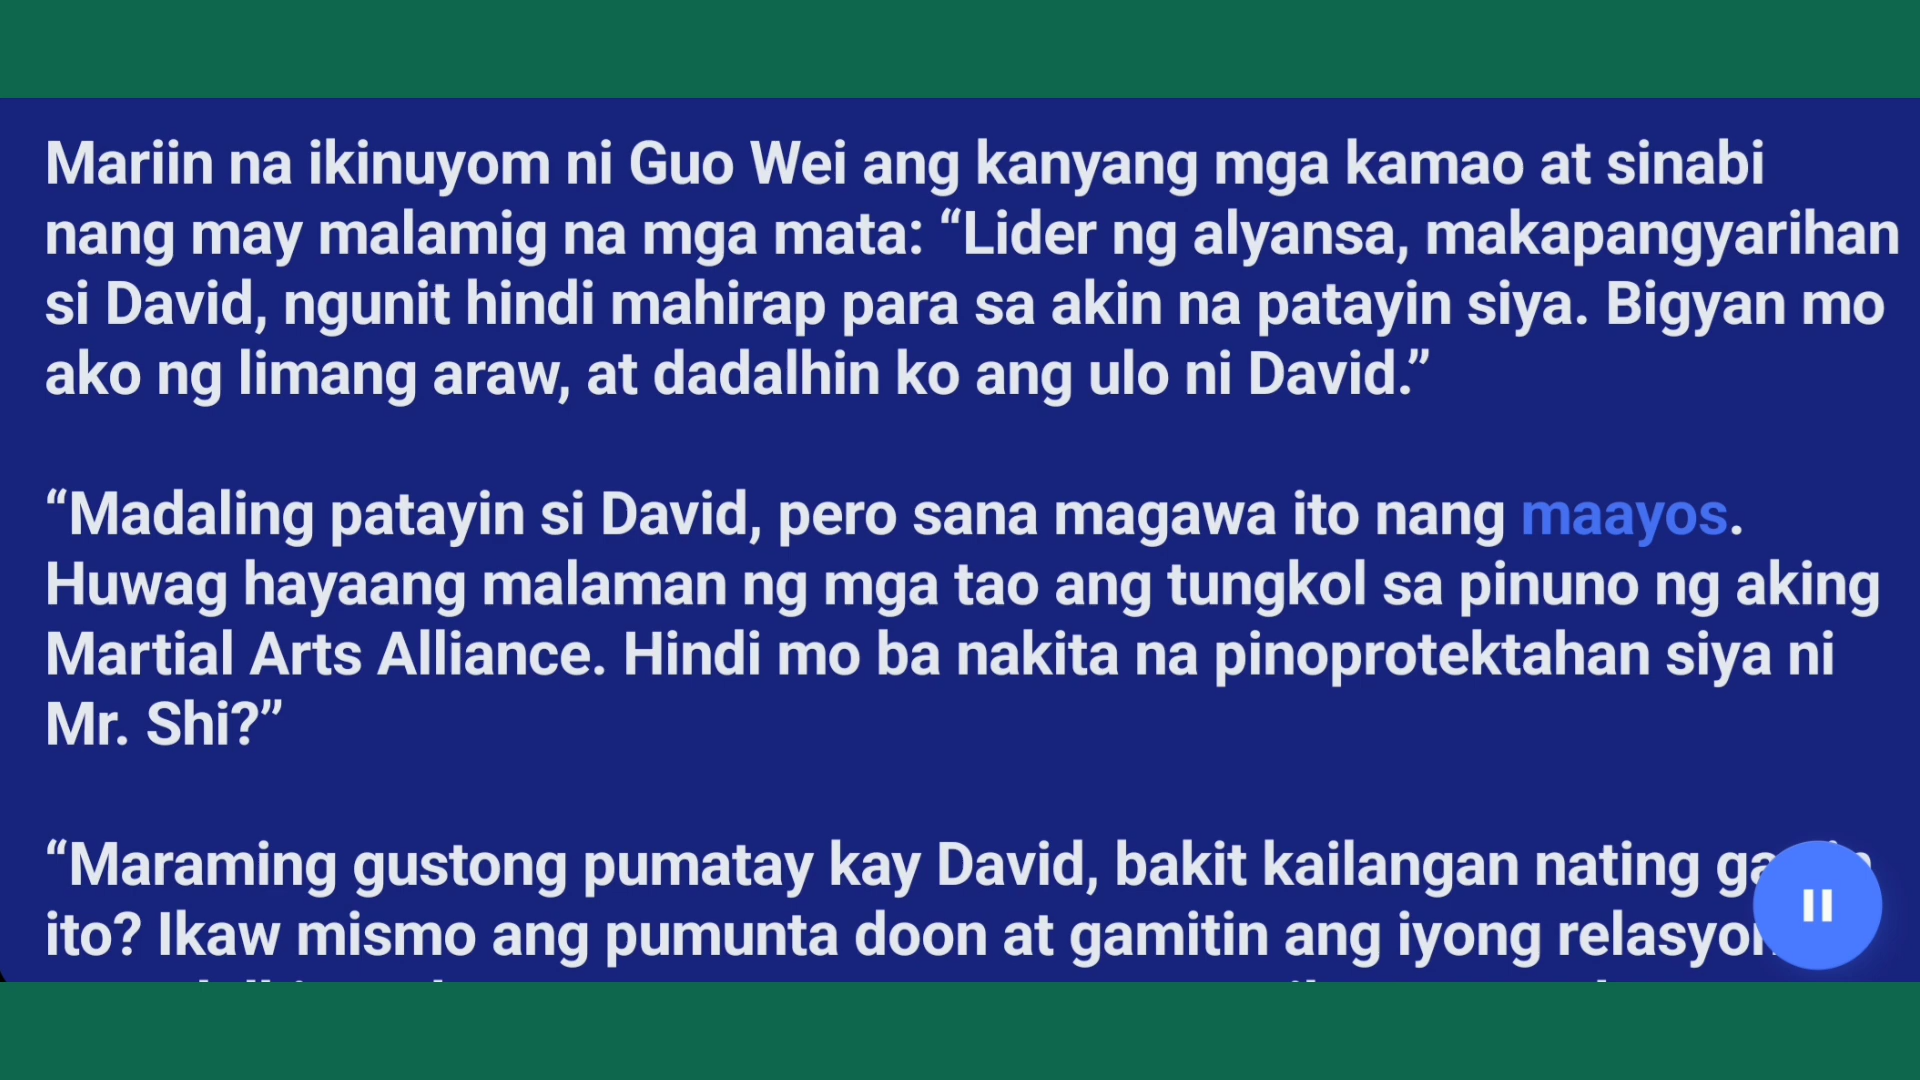 Mariin na ikinuyom ni Guo Wei ang kanyang mga kamao at sinabi
nang may malamig na mga mata: “Lider ng alyansa, makapangyarihan
si David, ngunit hindi mahirap para sa akin na patayin siya. Bigyan mo
ako ng limang araw, at dadalhin ko ang ulo ni David.”
“Madaling patayin si David, pero sana magawa ito nang maayos.
Huwag hayaang malaman ng mga tao ang tungkol sa pinuno ng aking
Martial Arts Alliance. Hindi mo ba nakita na pinoprotektahan siya ni
Mr. Shi?”
“Maraming gustong pumatay kay David, bakit kailangan nating
ito? Ikaw mismo ang pumunta doon at gamitin ang iyong